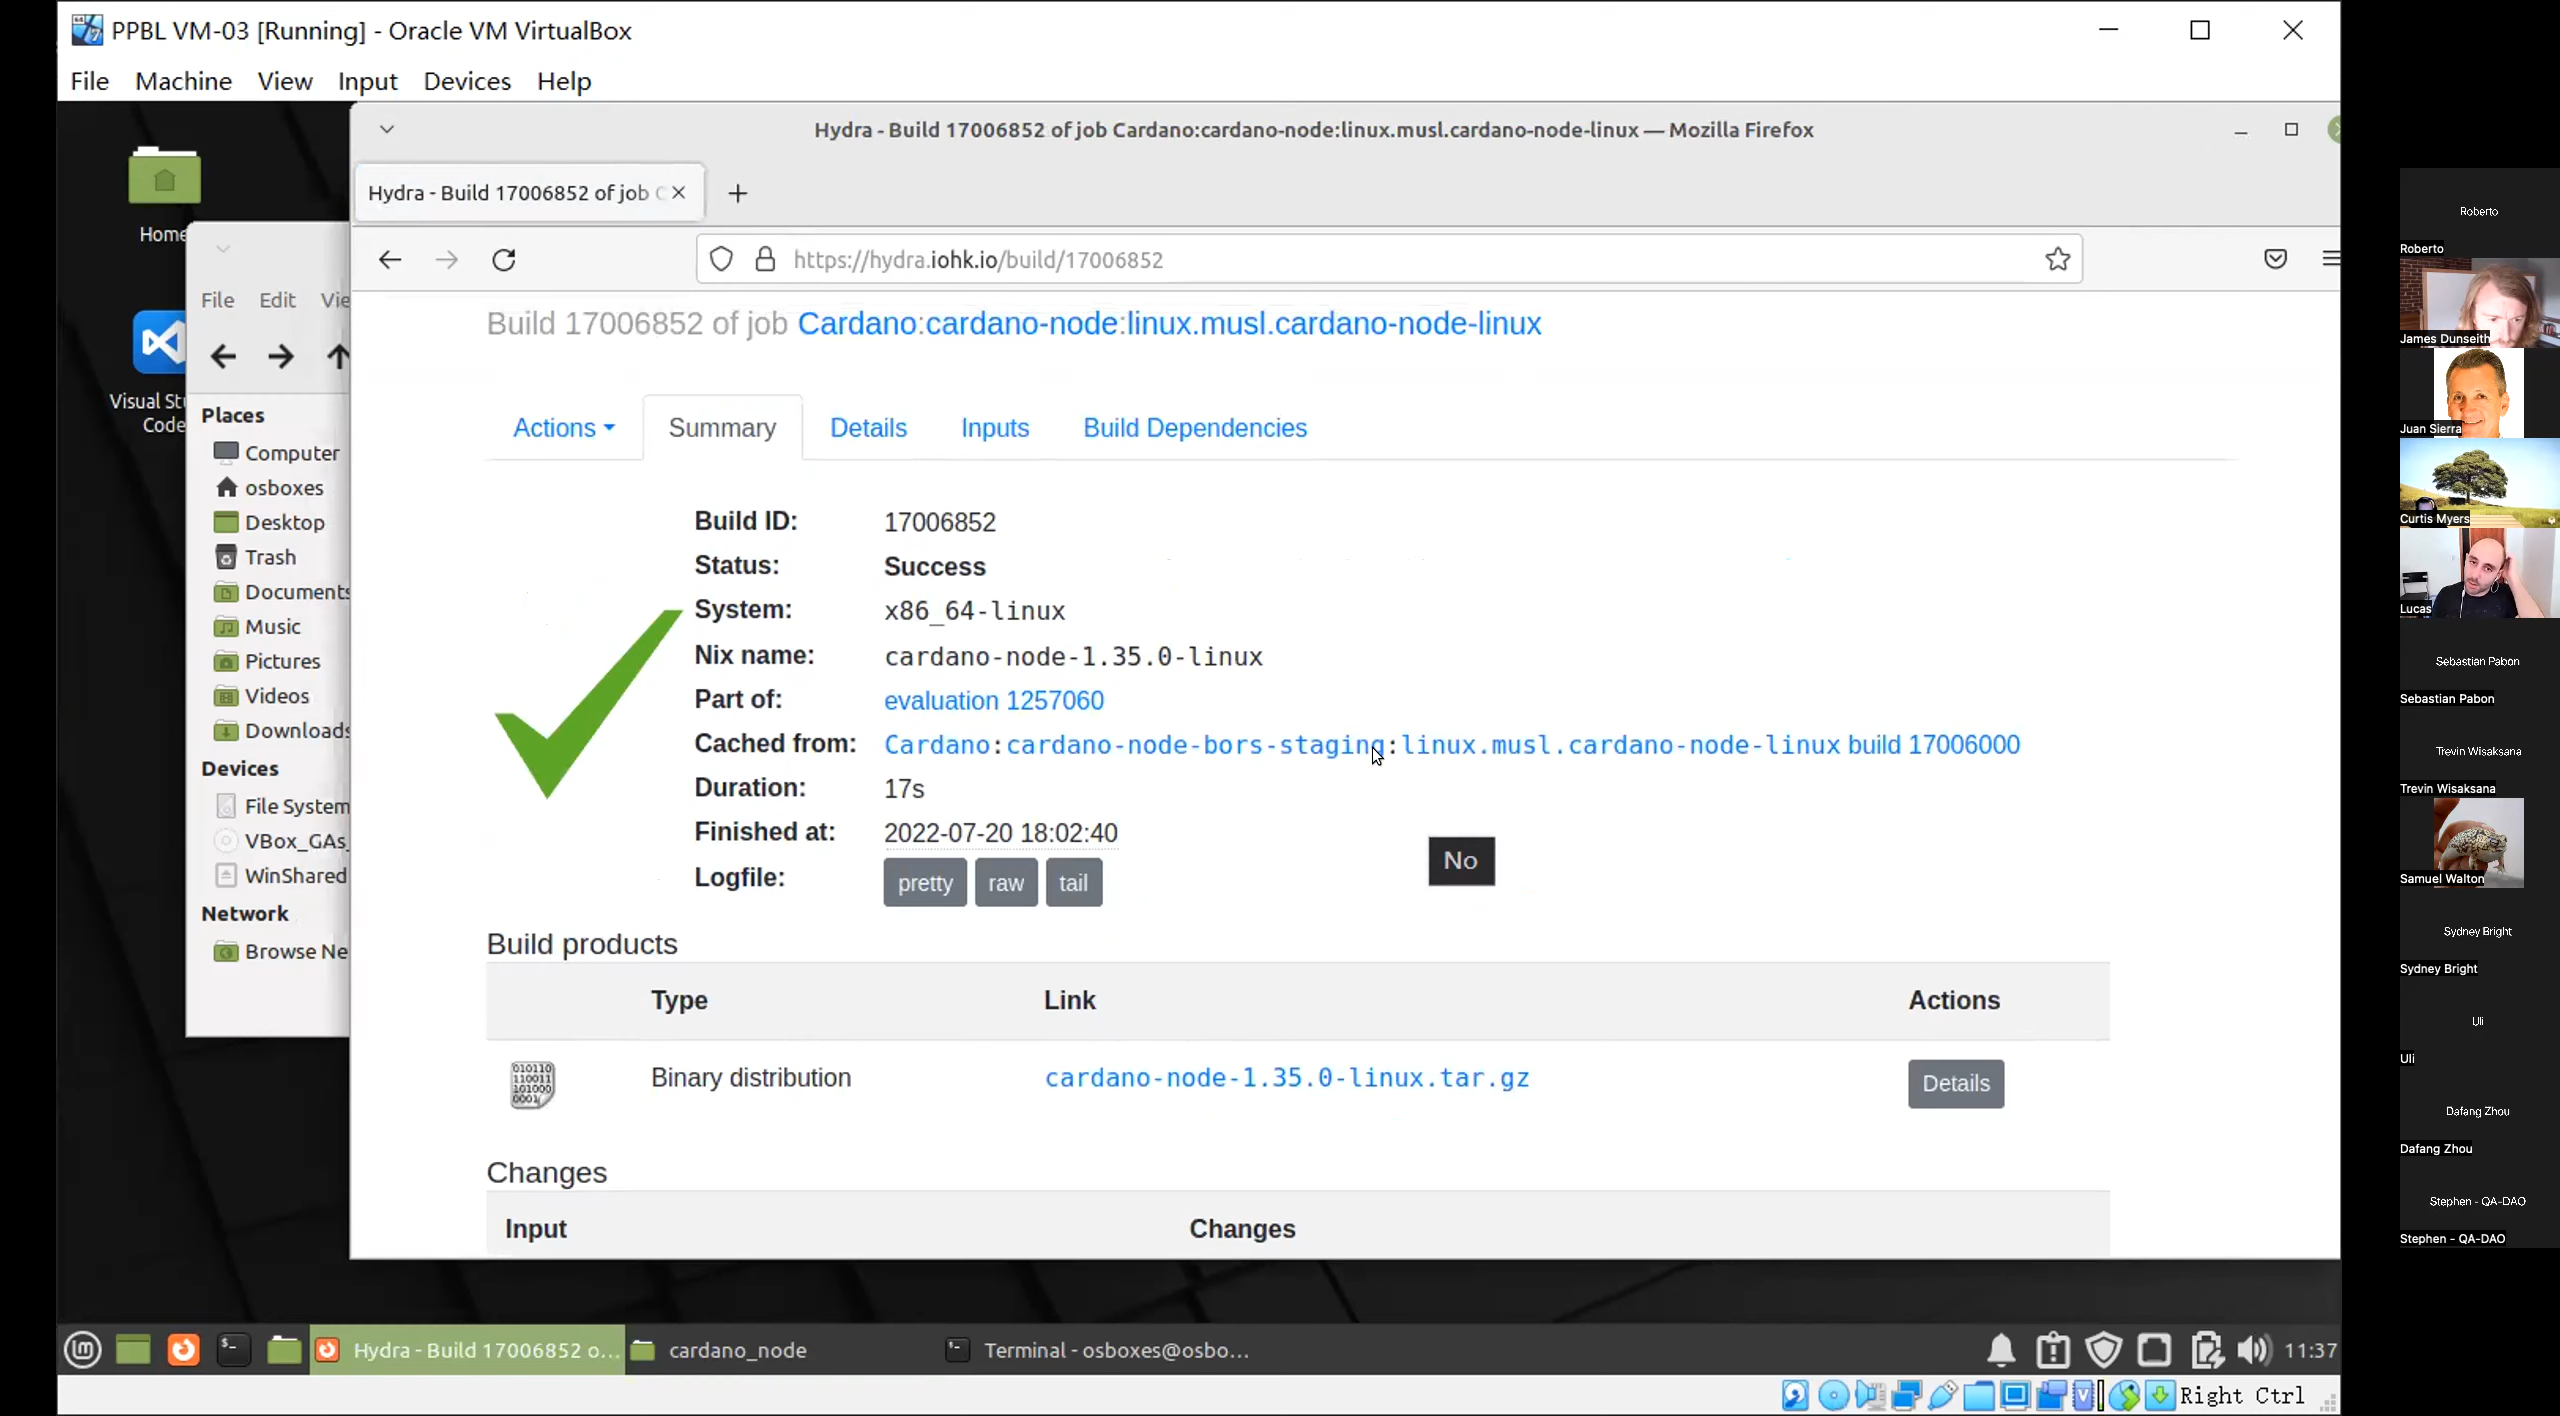 PPBL VM-03 [Running] - Oracle VM VirtualBox
File Machine View Input Devices Help
Hydra - Build 17006852 of job Cardano:cardano-node:linux.musl.cardano-node-linux — Mozilla Firefox
Hydra - Build 17006852 of job
https://hydra.iohk.io/build/17006852
Home
Visual St
Code
File Edit Vie
Places
Computer
osboxes
Desktop
Trash
Documents
Music
Pictures
Videos
Downloads
Devices
File System
VBox_GAs_
WinShared
Network
Browse Ne
Build 17006852 of job Cardano:cardano-node:linux.musl.cardano-node-linux
Actions Summary Details Inputs Build Dependencies
Build ID: 17006852
Status: Success
System: x86_64-linux
Nix name: cardano-node-1.35.0-linux
Part of: evaluation 1257060
Cached from: Cardano:cardano-node-bors-staging:linux.musl.cardano-node-linux build 17006000
Duration: 17s
Finished at: 2022-07-20 18:02:40
Logfile: pretty raw tail
No
Build products
Type Link Actions
010110
110011
101000
0001
Binary distribution cardano-node-1.35.0-linux.tar.gz Details
Changes
Input Changes
Hydra - Build 17006852 o... cardano_node Terminal - osboxes@osbo... 11:37
Right Ctrl
Roberto
Roberto
James Dunseith
Juan Sierra
Curtis Myers
Lucas
Sebastian Pabon
Sebastian Pabon
Trevin Wisaksana
Trevin Wisaksana
Samuel Walton
Sydney Bright
Sydney Bright
Uli
Uli
Dafang Zhou
Dafang Zhou
Stephen - QA-DAO
Stephen - QA-DAO